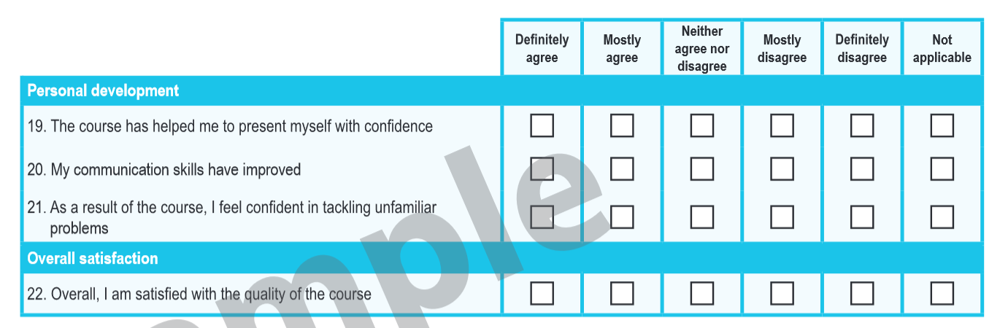 Definitely agree
Mostly agree
Neither agree nor disagree
Mostly disagree
Definitely disagree
Not applicable
Personal development
19. The course has helped me to present myself with confidence
20. My communication skills have improved
21. As a result of the course, I feel confident in tackling unfamiliar
problems
Overall satisfaction
22. Overall, I am satisfied with the quality of the course